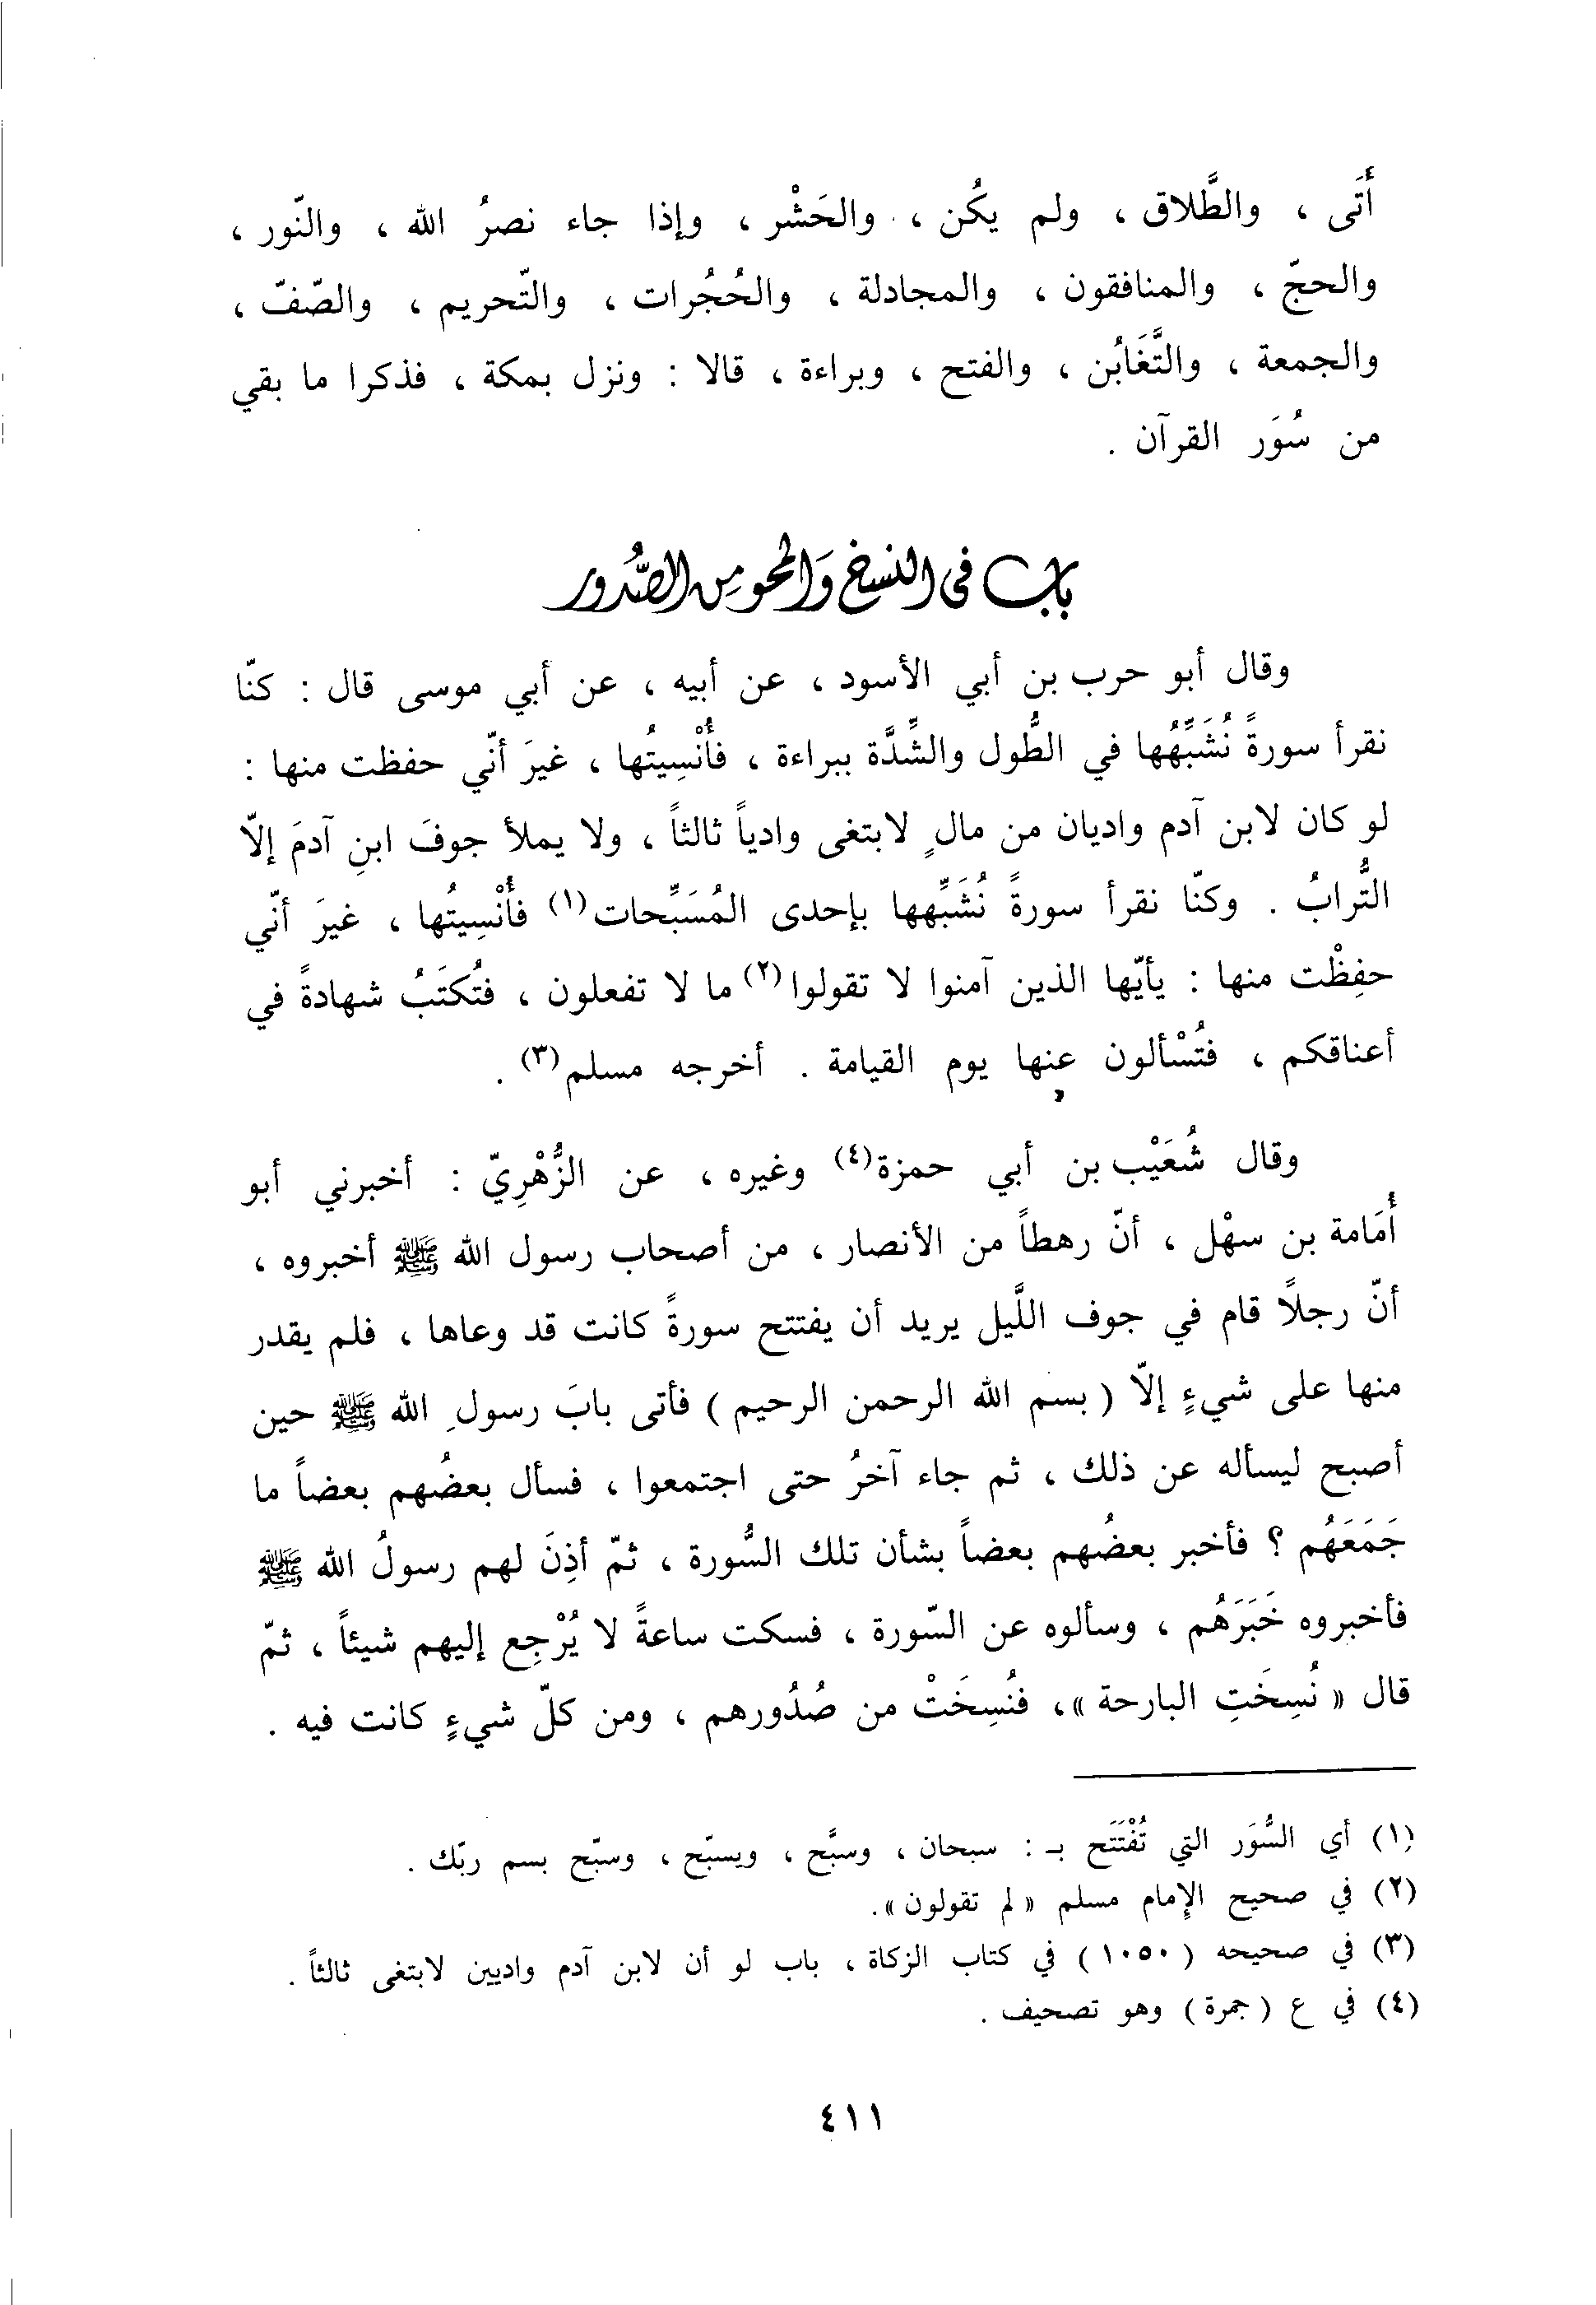 أَتَى ، والطَّلاق ، ولم يكُن ، والحَشْر ، وإذا جاء نصرُ الله ، والنّور ،
والحجّ ، والمنافقون ، والمجادلة ، والحُجُرات ، والتّحريم ، والصّفّ ،
والجمعة ، والتَّغَابُن ، والفتح ، وبراءة ، قالا : ونزل بمكة ، فذكرا ما بقي
من سُوَر القرآن .
باب في النسخ وَالمحو مِن الصُّدور
وقال أبو حرب بن أبي الأسود ، عن أبيه ، عن أبي موسى قال : كنّا
نقرأ سورةً نُشَبِّهُها في الطُّول والشِّدَّة ببراءة ، فأُنْسِيتُها ، غيرَ أنّي حفظت منها :
لو كان لابن آدم واديان من مالٍ لابتغى وادياً ثالثاً ، ولا يملأ جوفَ ابنِ آدمَ إلاّ
التُّرابُ . وكنّا نقرأ سورةً نُشَبِّهها بإحدى المُسَبِّحات(١) فأُنْسِيتُها ، غيرَ أنّي
حفِظْت منها : يأيّها الذين آمنوا لا تقولوا(٢) ما لا تفعلون ، فتُكتَبُ شهادةً في
أعناقكم ، فتُسْألون عنها يوم القيامة . أخرجه مسلم(٣) .
وقال شُعَيْب بن أبي حمزة(٤) وغيره ، عن الزُّهْرِيّ : أخبرني أبو
أُمَامة بن سهْل ، أنّ رهطاً من الأنصار ، من أصحاب رسول الله ﷺ أخبروه ،
أنّ رجلاً قام في جوف اللَّيل يريد أن يفتتح سورةً كانت قد وعاها ، فلم يقدر
منها على شيءٍ إلاّ ( بسم الله الرحمن الرحيم ) فأتى بابَ رسولِ الله ﷺ حين
أصبح ليسأله عن ذلك ، ثم جاء آخرُ حتى اجتمعوا ، فسأل بعضُهم بعضاً ما
جَمَعَهُم ؟ فأخبر بعضُهم بعضاً بشأن تلك السُّورة ، ثمّ أذِنَ لهم رسولُ الله ﷺ
فأخبروه خَبَرَهُم ، وسألوه عن السّورة ، فسكت ساعةً لا يُرْجِع إليهم شيئاً ، ثمّ
قال « نُسِخَتِ البارحة »، فنُسِخَتْ من صُدُورهم ، ومن كلّ شيءٍ كانت فيه .
(١) أي السُّوَر التي تُفْتَتَح بـ : سبحان ، وسبَّح ، ويسبّح ، وسبّح بسم ربّك .
(٢) في صحيح الإمام مسلم « لم تقولون ».
(٣) في صحيحه ( ١٠٥٠ ) في كتاب الزكاة ، باب لو أن لابن آدم واديين لابتغى ثالثاً .
(٤) في ع ( جمرة ) وهو تصحيف .
٤١١